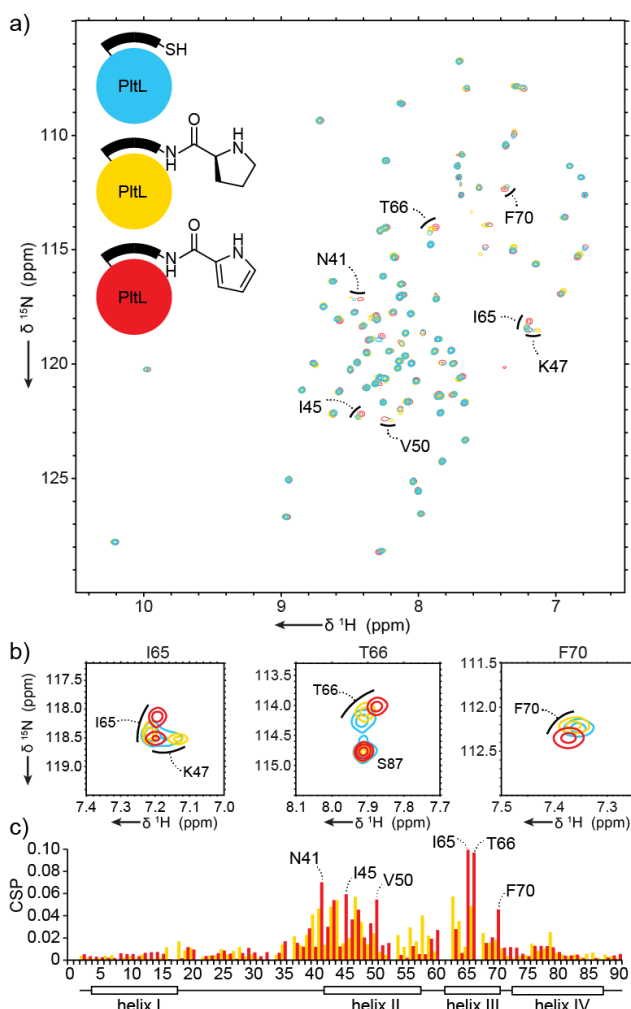 a)
SH
PltL
O
H
N
N
H
PltL
O
H
N
N
H
PltL
110
115
120
125
δ ¹⁵N (ppm)
T66
F70
N41
I65
K47
I45
V50
10 9 8 7
δ ¹H (ppm)
b)
I65 T66 F70
117.5
118.0
118.5
119.0
119.5
δ ¹⁵N (ppm)
I65
K47
7.4 7.3 7.2 7.1 7.0
δ ¹H (ppm)
113.5
114.0
114.5
115.0
T66
S87
8.1 8.0 7.9 7.8 7.7
δ ¹H (ppm)
111.5
112.0
112.5
F70
7.5 7.4 7.3
δ ¹H (ppm)
c)
CSP
0.10
0.08
0.06
0.04
0.02
0
N41 I45 V50 I65 T66 F70
0 5 10 15 20 25 30 35 40 45 50 55 60 65 70 75 80 85 90
helix I helix II helix III helix IV